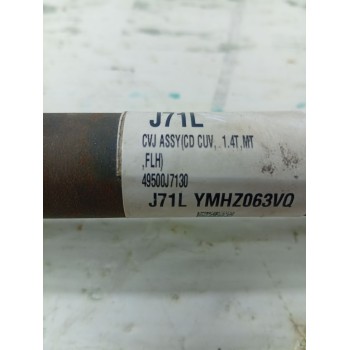 J71L
CVJ ASSY(CD CUV, 1.4T,MT
,FLH)
49500J7130
J71L YMHZ063VQ